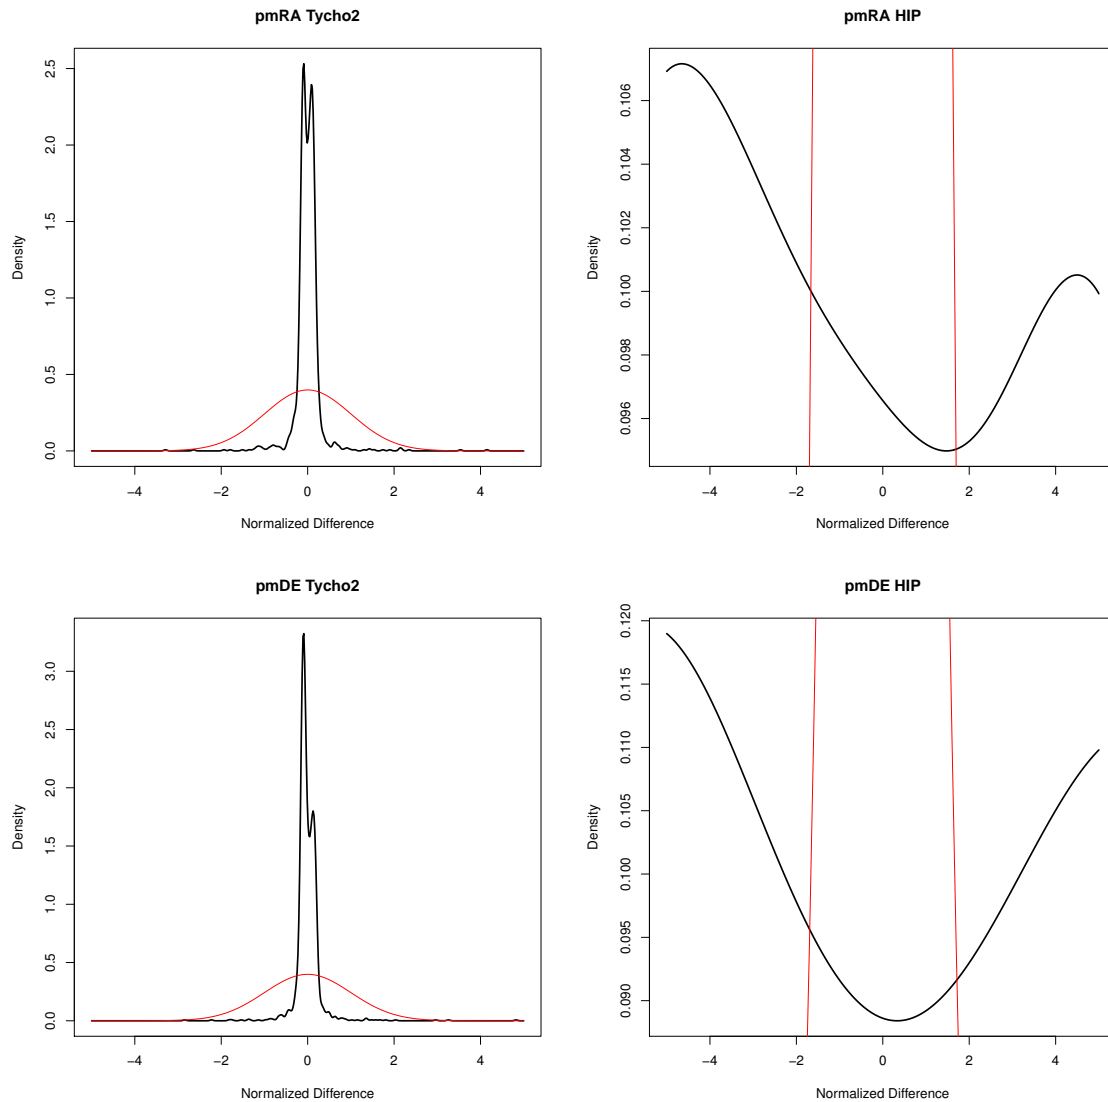 pmRA Tycho2
Density
0.0 0.5 1.0 1.5 2.0 2.5
−4 −2 0 2 4
Normalized Difference
pmRA HIP
Density
0.096 0.098 0.100 0.102 0.104 0.106
−4 −2 0 2 4
Normalized Difference
pmDE Tycho2
Density
0.0 0.5 1.0 1.5 2.0 2.5 3.0
−4 −2 0 2 4
Normalized Difference
pmDE HIP
Density
0.090 0.095 0.100 0.105 0.110 0.115 0.120
−4 −2 0 2 4
Normalized Difference